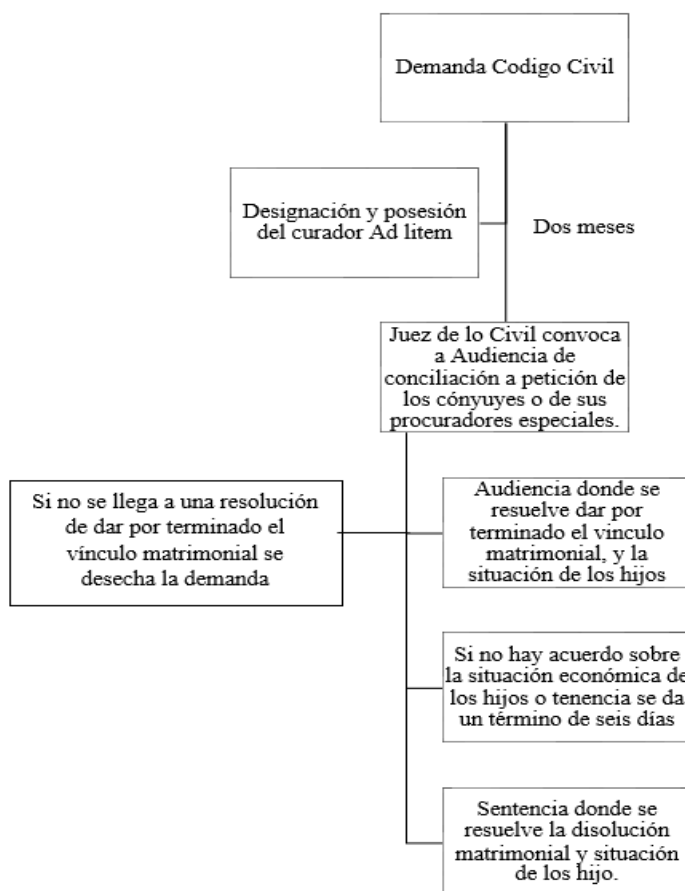 Demanda Codigo Civil
Designación y posesión
del curador Ad litem
Dos meses
Juez de lo Civil convoca
a Audiencia de
conciliación a petición de
los cónyuyes o de sus
procuradores especiales.
Si no se llega a una resolución
de dar por terminado el
vínculo matrimonial se
desecha la demanda
Audiencia donde se
resuelve dar por
terminado el vinculo
matrimonial, y la
situación de los hijos
Si no hay acuerdo sobre
la situación económica de
los hijos o tenencia se da
un término de seis días
Sentencia donde se
resuelve la disolución
matrimonial y situación
de los hijo.